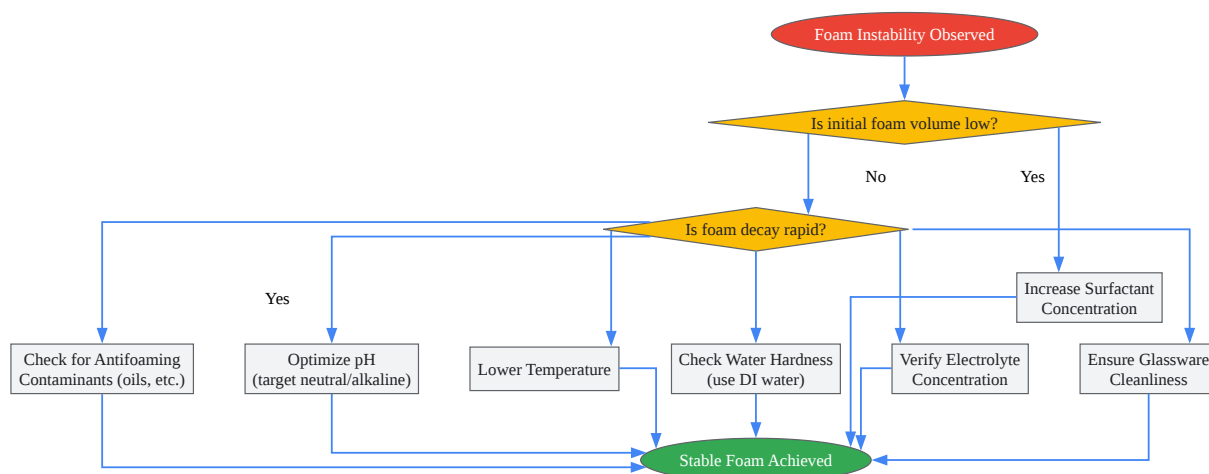 Foam Instability Observed
Is initial foam volume low?
No
Yes
Is foam decay rapid?
Increase Surfactant
Concentration
Yes
Check for Antifoaming
Contaminants (oils, etc.)
Optimize pH
(target neutral/alkaline)
Lower Temperature
Check Water Hardness
(use DI water)
Verify Electrolyte
Concentration
Ensure Glassware
Cleanliness
Stable Foam Achieved